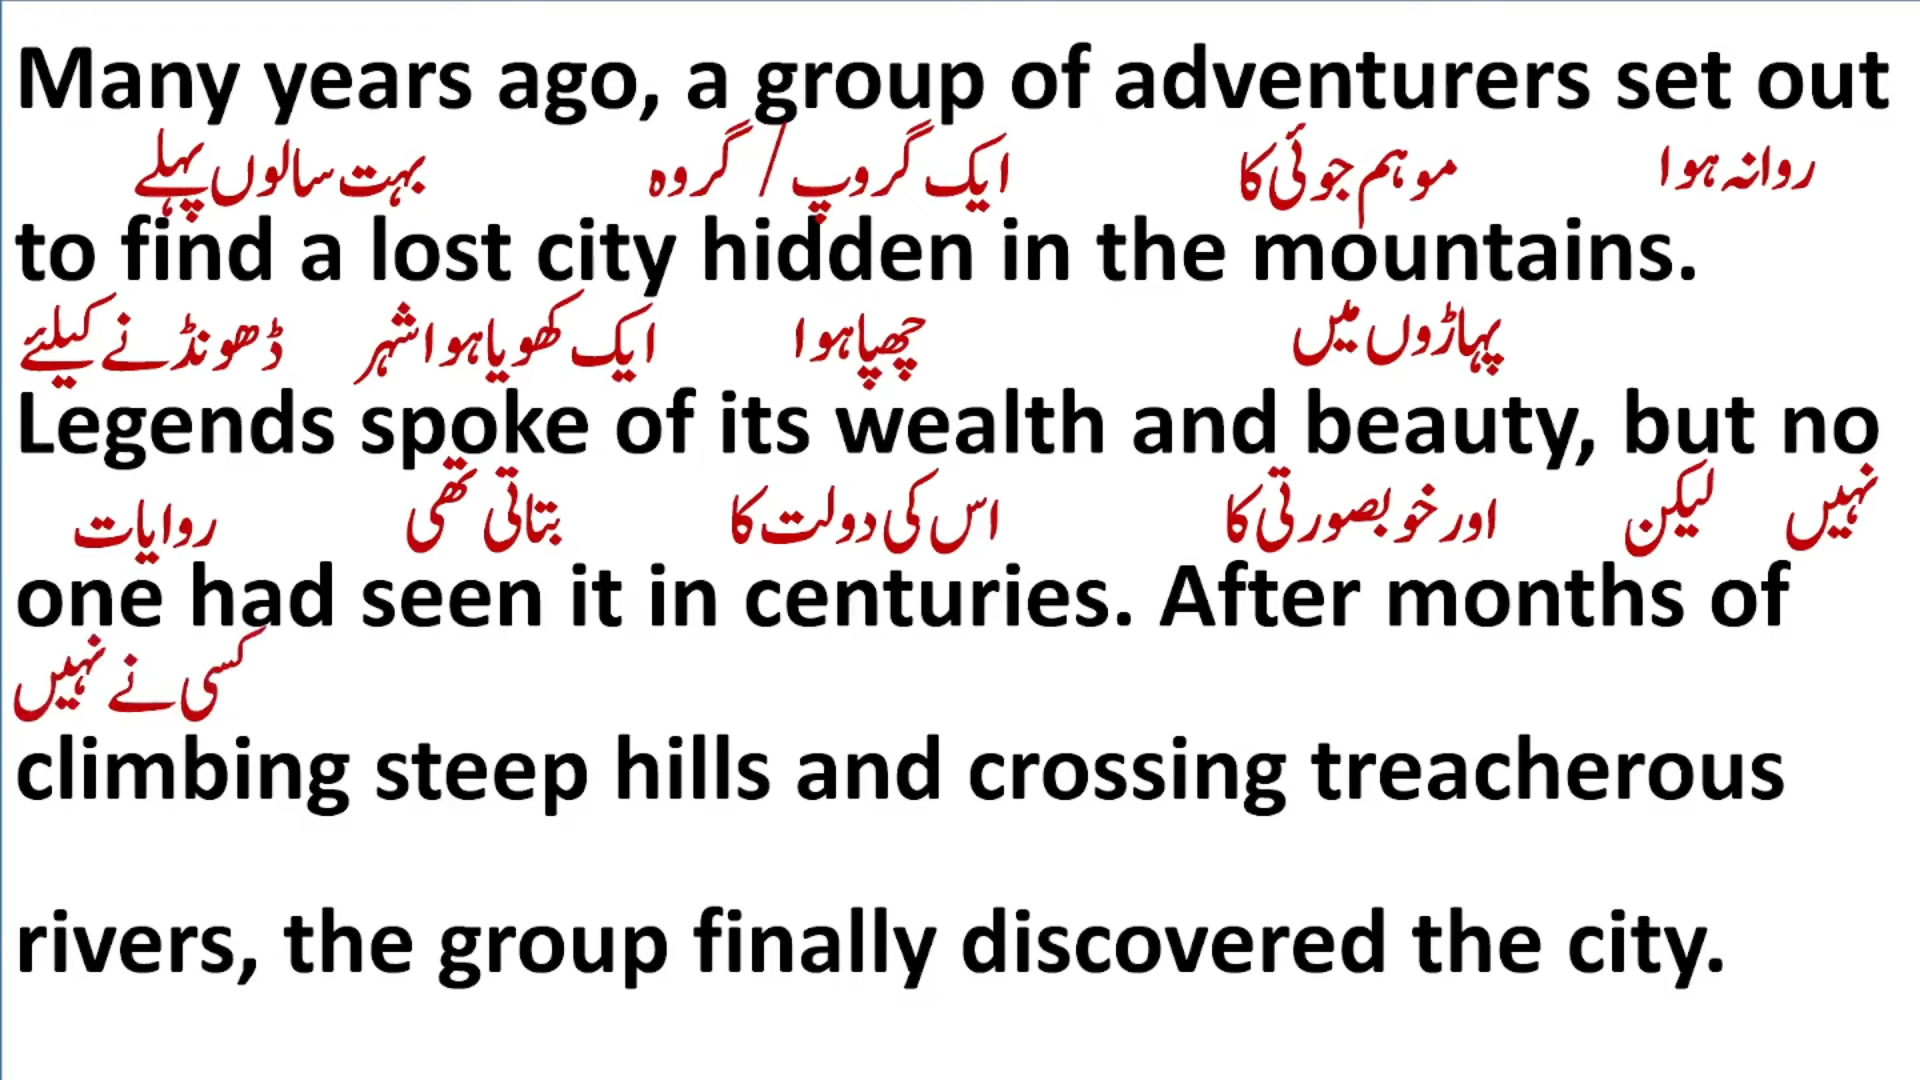 Many years ago, a group of adventurers set out
بہت سالوں پہلے ایک گروپ / گروہ موہم جوئی کا روانہ ہوا
to find a lost city hidden in the mountains.
ڈھونڈنے کیلئے ایک کھویا ہوا شہر چھپا ہوا پہاڑوں میں
Legends spoke of its wealth and beauty, but no
روایات بتاتی تھی اس کی دولت کا اور خوبصورتی کا لیکن نہیں
one had seen it in centuries. After months of
کسی نے نہیں
climbing steep hills and crossing treacherous
rivers, the group finally discovered the city.